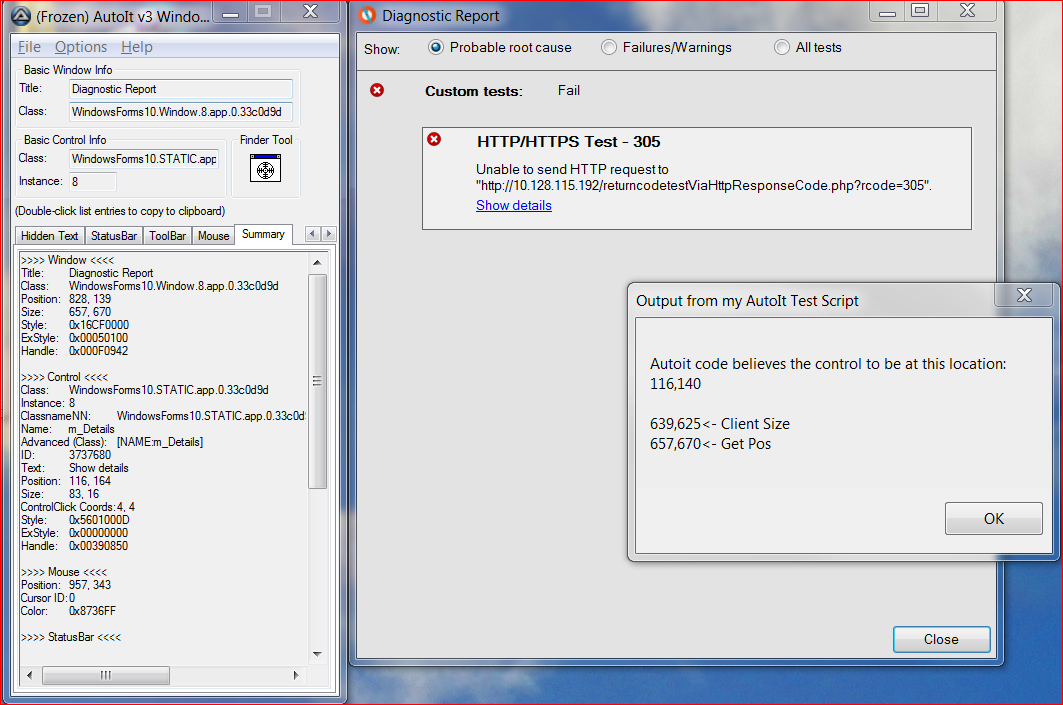 (Frozen) AutoIt v3 Windo...
File Options Help
Basic Window Info
Title: Diagnostic Report
Class: WindowsForms10.Window.8.app.0.33c0d9d
Basic Control Info
Finder Tool
Class: WindowsForms10.STATIC.app
Instance: 8
(Double-click list entries to copy to clipboard)
Hidden Text StatusBar ToolBar Mouse Summary
>>>> Window <<<<
Title: Diagnostic Report
Class: WindowsForms10.Window.8.app.0.33c0d9d
Position: 828, 139
Size: 657, 670
Style: 0x16CF0000
ExStyle: 0x00050100
Handle: 0x000F0942
>>>> Control <<<<
Class: WindowsForms10.STATIC.app.0.33c0d9d
Instance: 8
ClassnameNN: WindowsForms10.STATIC.app.0.33c0d
Name: m_Details
Advanced (Class): [NAME:m_Details]
ID: 3737680
Text: Show details
Position: 116, 164
Size: 83, 16
ControlClick Coords: 4, 4
Style: 0x5601000D
ExStyle: 0x00000000
Handle: 0x00390850
>>>> Mouse <<<<
Position: 957, 343
Cursor ID: 0
Color: 0x8736FF
>>>> StatusBar <<<<
Diagnostic Report
Show: Probable root cause Failures/Warnings All tests
Custom tests: Fail
HTTP/HTTPS Test - 305
Unable to send HTTP request to
"http://10.128.115.192/returncodetestViaHttpResponseCode.php?rcode=305".
Show details
Output from my AutoIt Test Script
Autoit code believes the control to be at this location:
116,140
639,625<- Client Size
657,670<- Get Pos
OK
Close